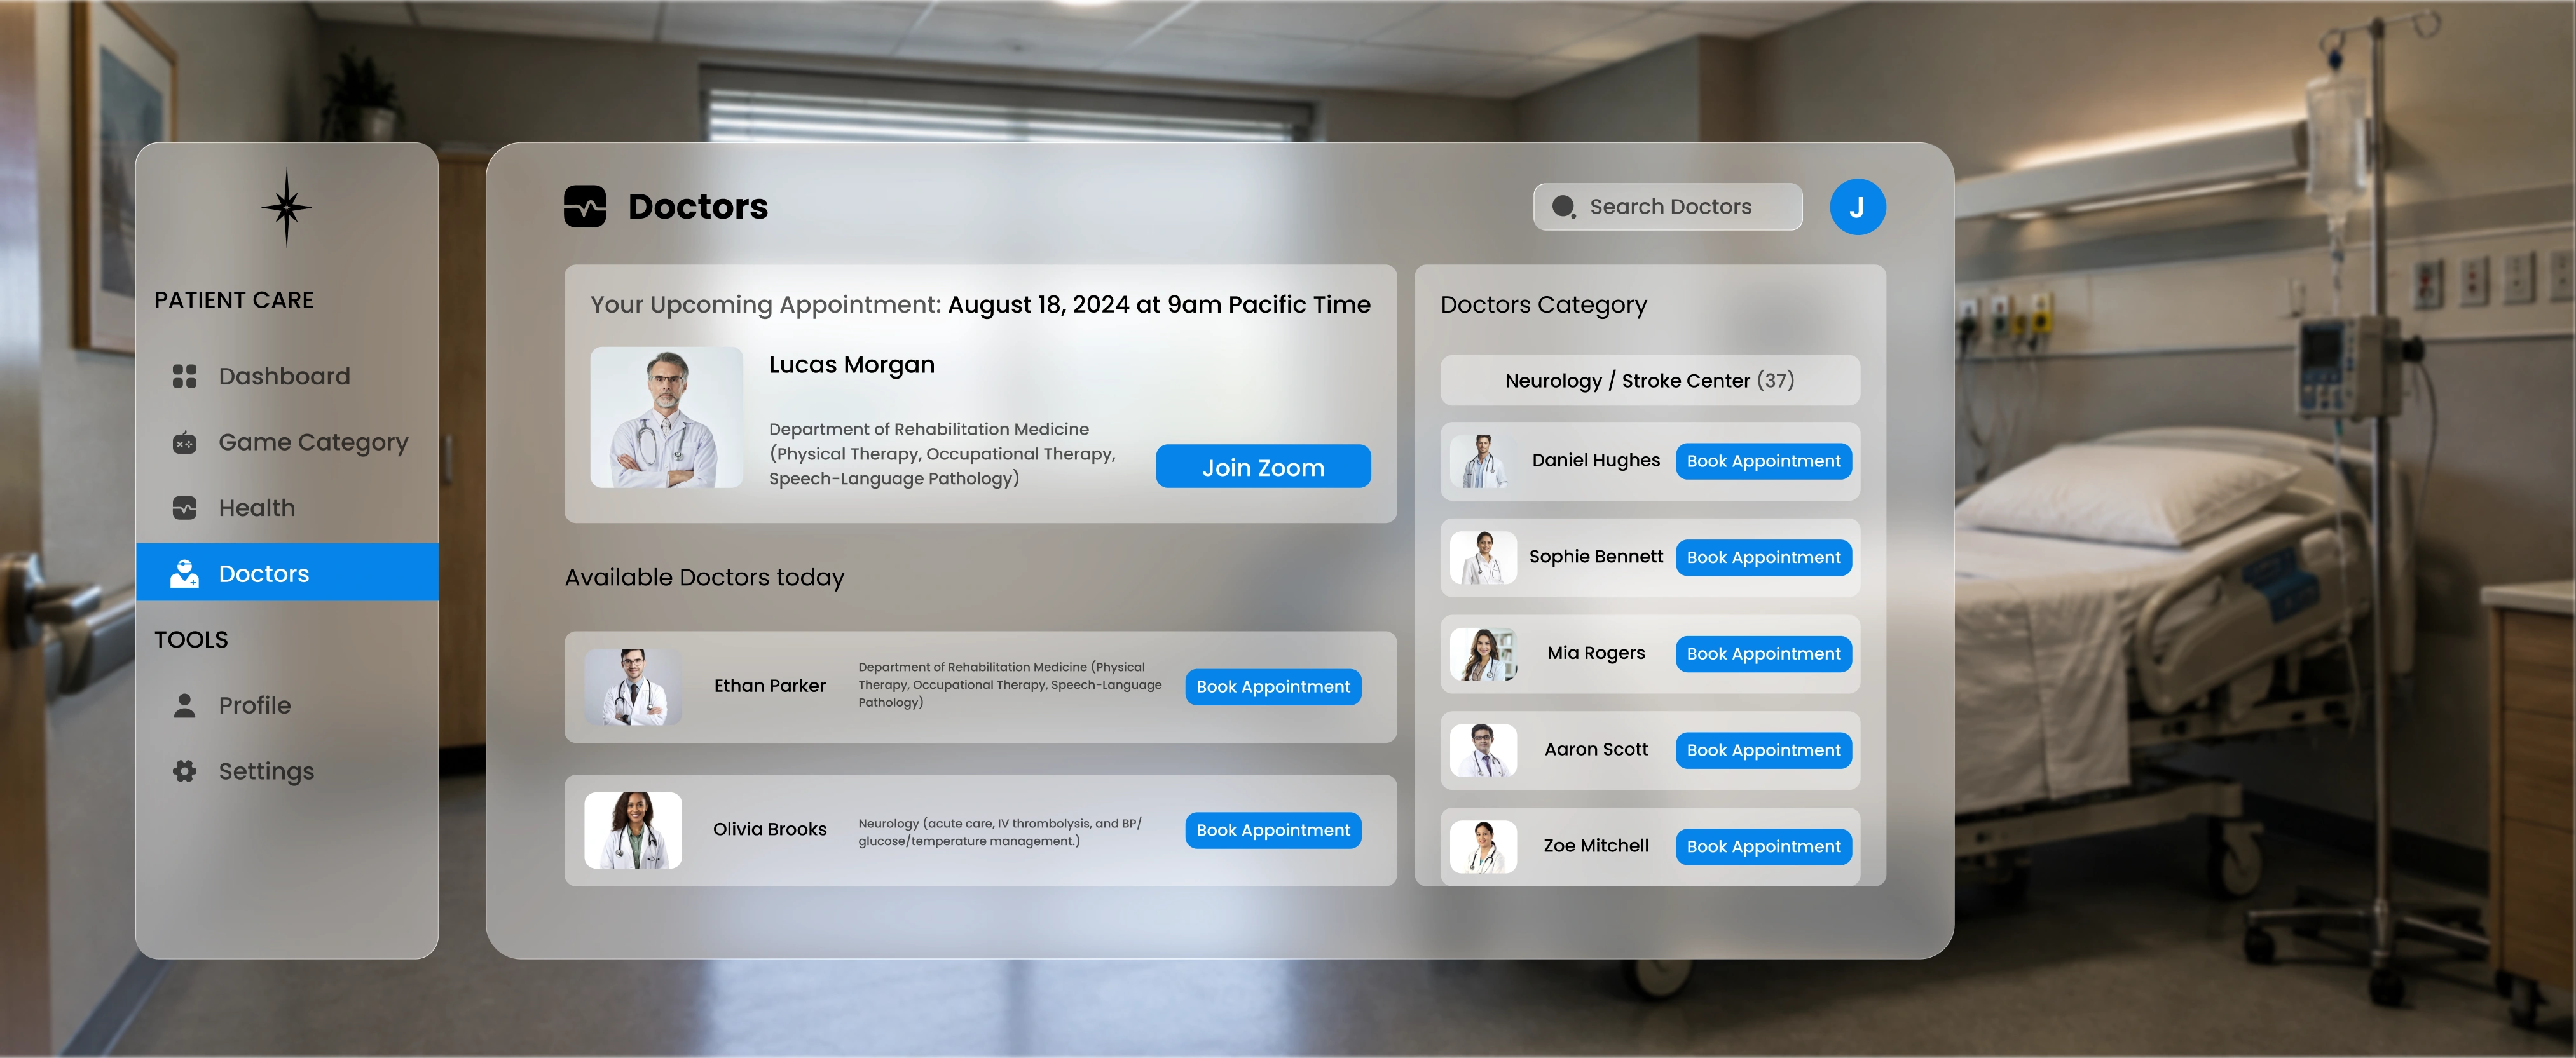 PATIENT CARE
Dashboard
Game Category
Health
Doctors
TOOLS
Profile
Settings
Doctors
Search Doctors
J
Your Upcoming Appointment: August 18, 2024 at 9am Pacific Time
Lucas Morgan
Department of Rehabilitation Medicine
(Physical Therapy, Occupational Therapy,
Speech-Language Pathology)
Join Zoom
Available Doctors today
Ethan Parker
Department of Rehabilitation Medicine (Physical
Therapy, Occupational Therapy, Speech-Language
Pathology)
Book Appointment
Olivia Brooks
Neurology (acute care, IV thrombolysis, and BP/
glucose/temperature management.)
Book Appointment
Doctors Category
Neurology / Stroke Center (37)
Daniel Hughes
Book Appointment
Sophie Bennett
Book Appointment
Mia Rogers
Book Appointment
Aaron Scott
Book Appointment
Zoe Mitchell
Book Appointment